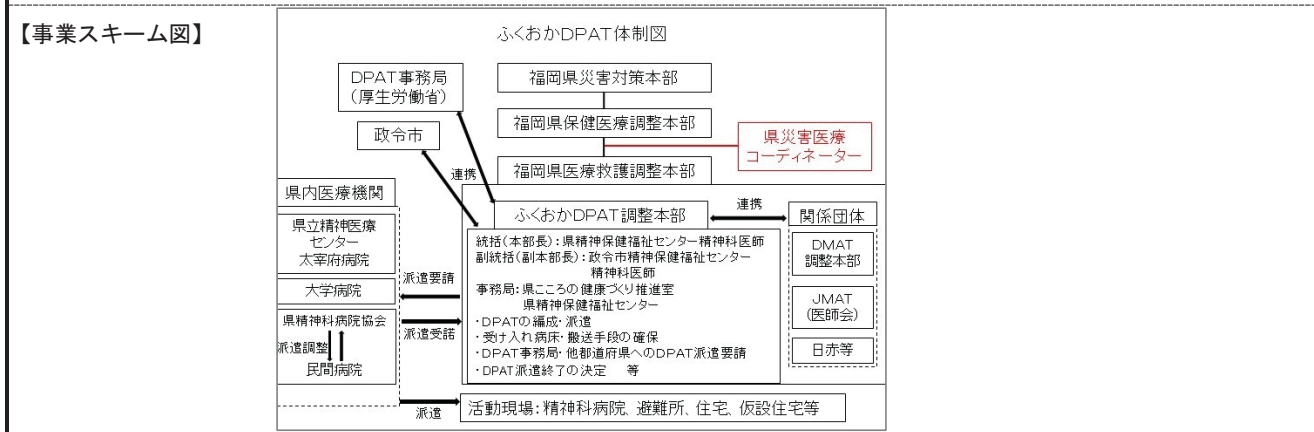 【事業スキーム図】
ふくおかDPAT体制図
DPAT事務局
(厚生労働省)
福岡県災害対策本部
政令市
福岡県保健医療調整本部
県災害医療
コーディネーター
連携
福岡県医療救護調整本部
県内医療機関
県立精神医療
センター
太宰府病院
大学病院
県精神科病院協会
派遣調整
民間病院
派遣要請
派遣受諾
ふくおかDPAT調整本部
統括(本部長):県精神保健福祉センター精神科医師
副統括(副本部長):政令市精神保健福祉センター
精神科医師
事務局:県こころの健康づくり推進室
県精神保健福祉センター
・DPATの編成・派遣
・受け入れ病床・搬送手段の確保
・DPAT事務局・他都道府県へのDPAT派遣要請
・DPAT派遣終了の決定 等
連携
関係団体
DMAT
調整本部
JMAT
(医師会)
日赤等
派遣
活動現場:精神科病院、避難所、住宅、仮設住宅等